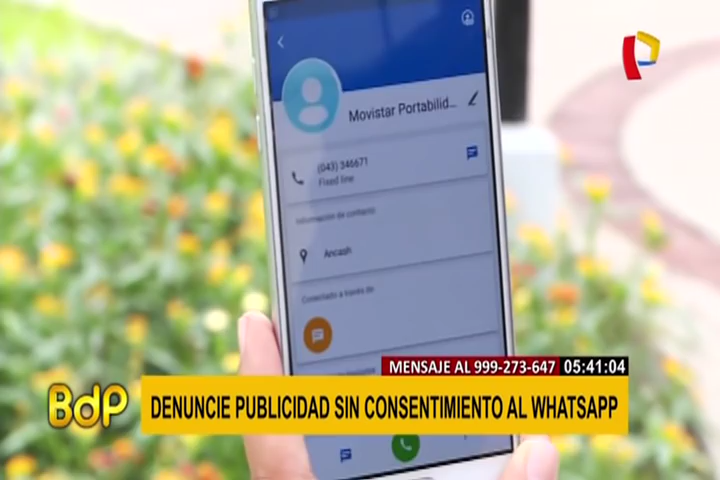 Movistar Portabilid...
(043) 346671
Fixed line
Información de contacto
Ancash
Conectado a través de
MENSAJE AL 999-273-647 05:41:04
BdP DENUNCIE PUBLICIDAD SIN CONSENTIMIENTO AL WHATSAPP